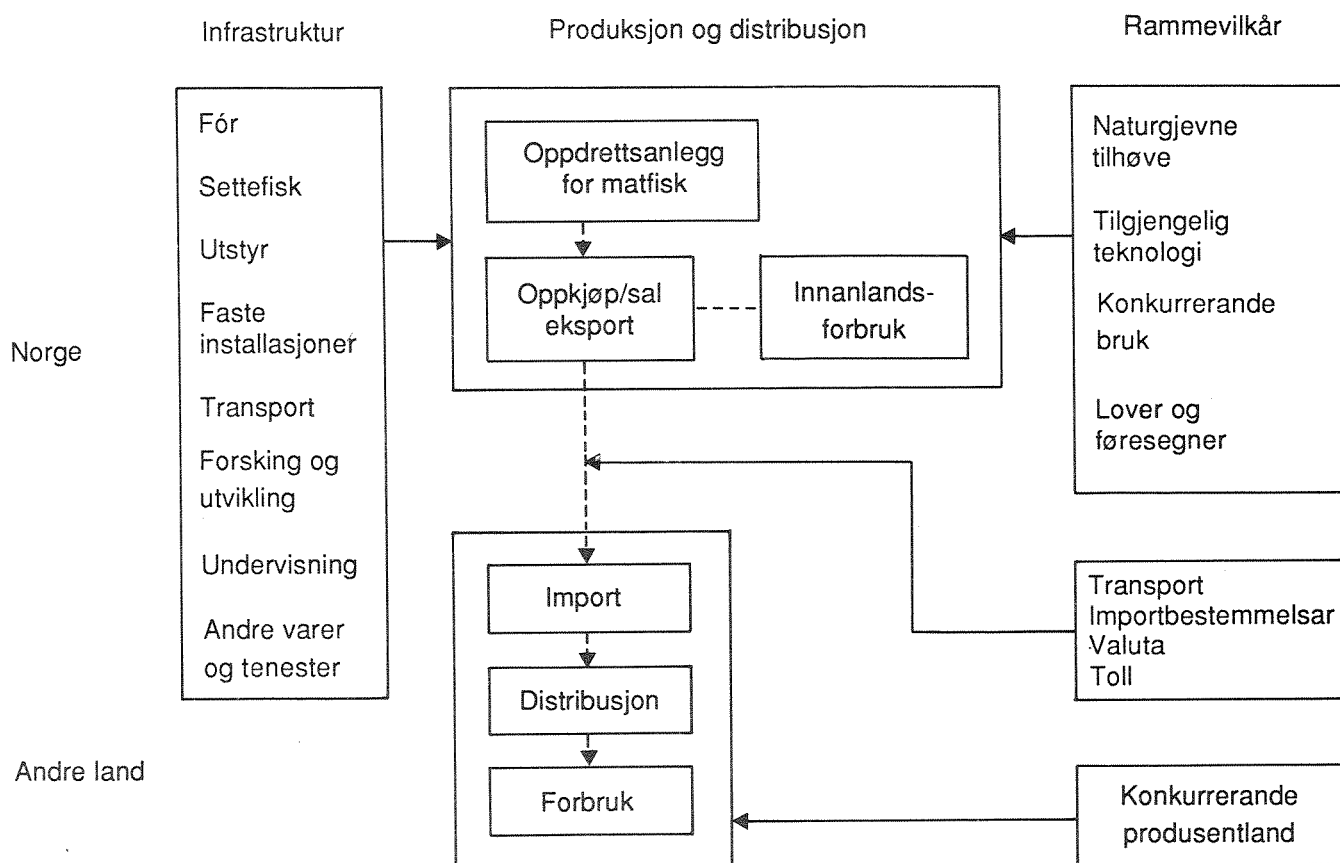 Infrastruktur
Produksjon og distribusjon
Rammevilkår
Norge
Fór
Settefisk
Utstyr
Faste
installasjoner
Transport
Forsking og
utvikling
Undervisning
Andre varer
og tenester
Oppdrettsanlegg
for matfisk
Oppkjøp/sal
eksport
Innanlands-
forbruk
Naturgjevne
tilhøve
Tilgjengelig
teknologi
Konkurrerande
bruk
Lover og
føresegner
Andre land
Import
Distribusjon
Forbruk
Transport
Importbestemmelsar
Valuta
Toll
Konkurrerande
produsentland